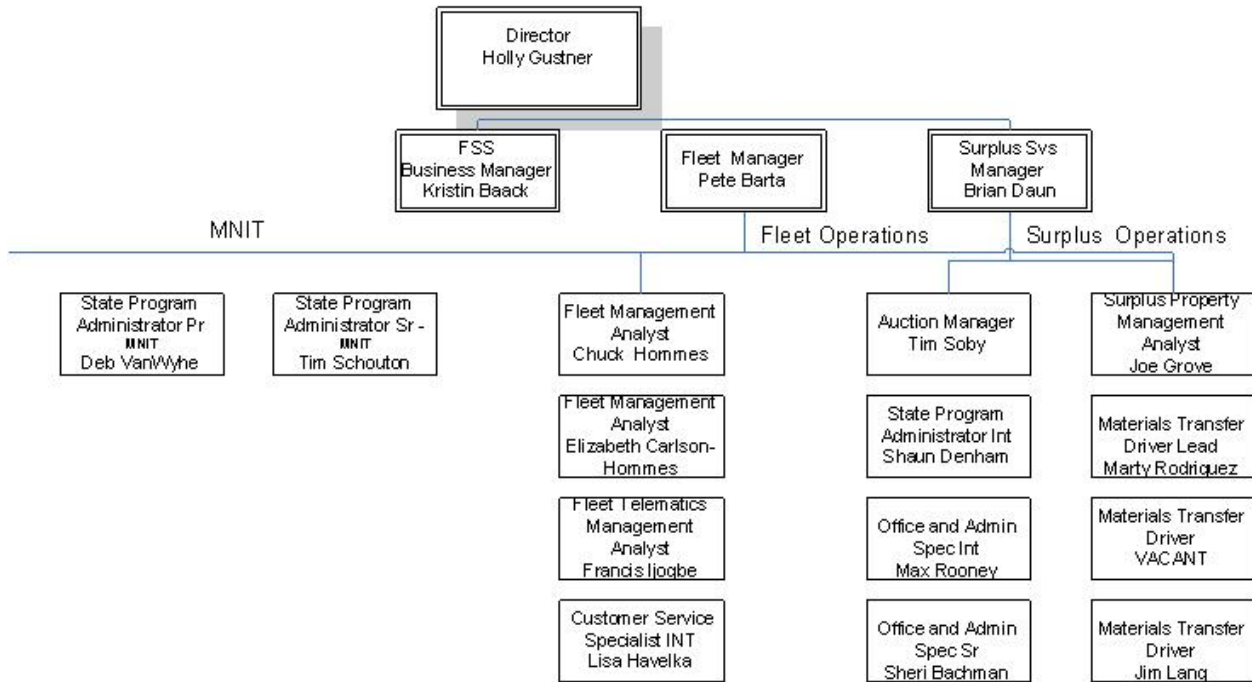 Director
Holly Gustner
FSS
Business Manager
Kristin Baack
Fleet Manager
Pete Barta
Surplus Svs
Manager
Brian Daun
MNIT
Fleet Operations
Surplus Operations
State Program
Administrator Pr
MNIT
Deb VanWyhe
State Program
Administrator Sr -
MNIT
Tim Schouton
Fleet Management
Analyst
Chuck Hommes
Auction Manager
Tim Soby
Surplus Property
Management
Analyst
Joe Grove
Fleet Management
Analyst
Elizabeth Carlson-
Hommes
State Program
Administrator Int
Shaun Denham
Materials Transfer
Driver Lead
Marty Rodriquez
Fleet Telematics
Management
Analyst
Francis Ijogbe
Office and Admin
Spec Int
Max Rooney
Materials Transfer
Driver
VACANT
Customer Service
Specialist INT
Lisa Havelka
Office and Admin
Spec Sr
Sheri Bachman
Materials Transfer
Driver
Jim Lang